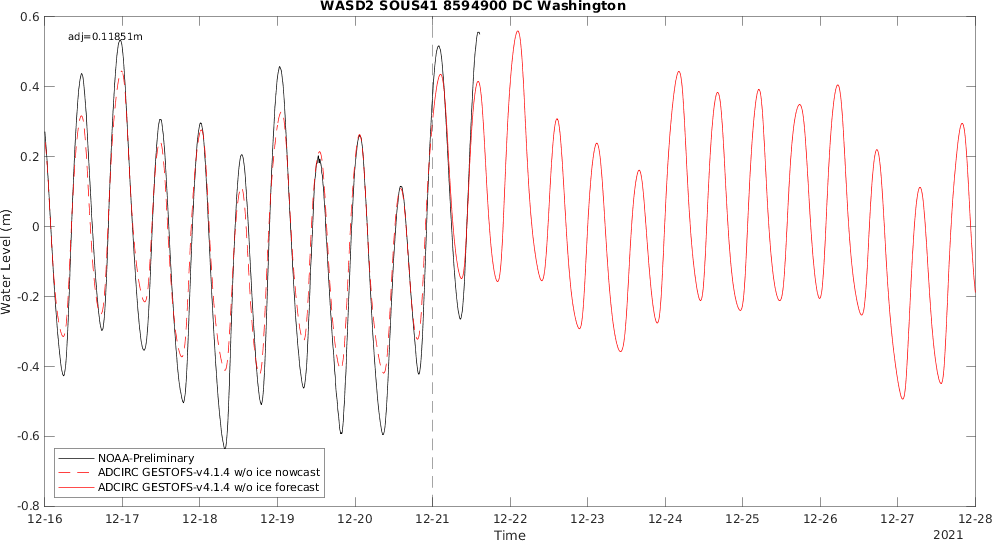 WASD2 SOUS41 8594900 DC Washington
adj=0.11851m
0.6
0.4
0.2
0
-0.2
-0.4
-0.6
-0.8
Water Level (m)
NOAA-Preliminary
ADCIRC GESTOFS-v4.1.4 w/o ice nowcast
ADCIRC GESTOFS-v4.1.4 w/o ice forecast
12-16 12-17 12-18 12-19 12-20 12-21 12-22 12-23 12-24 12-25 12-26 12-27 12-28
Time
2021